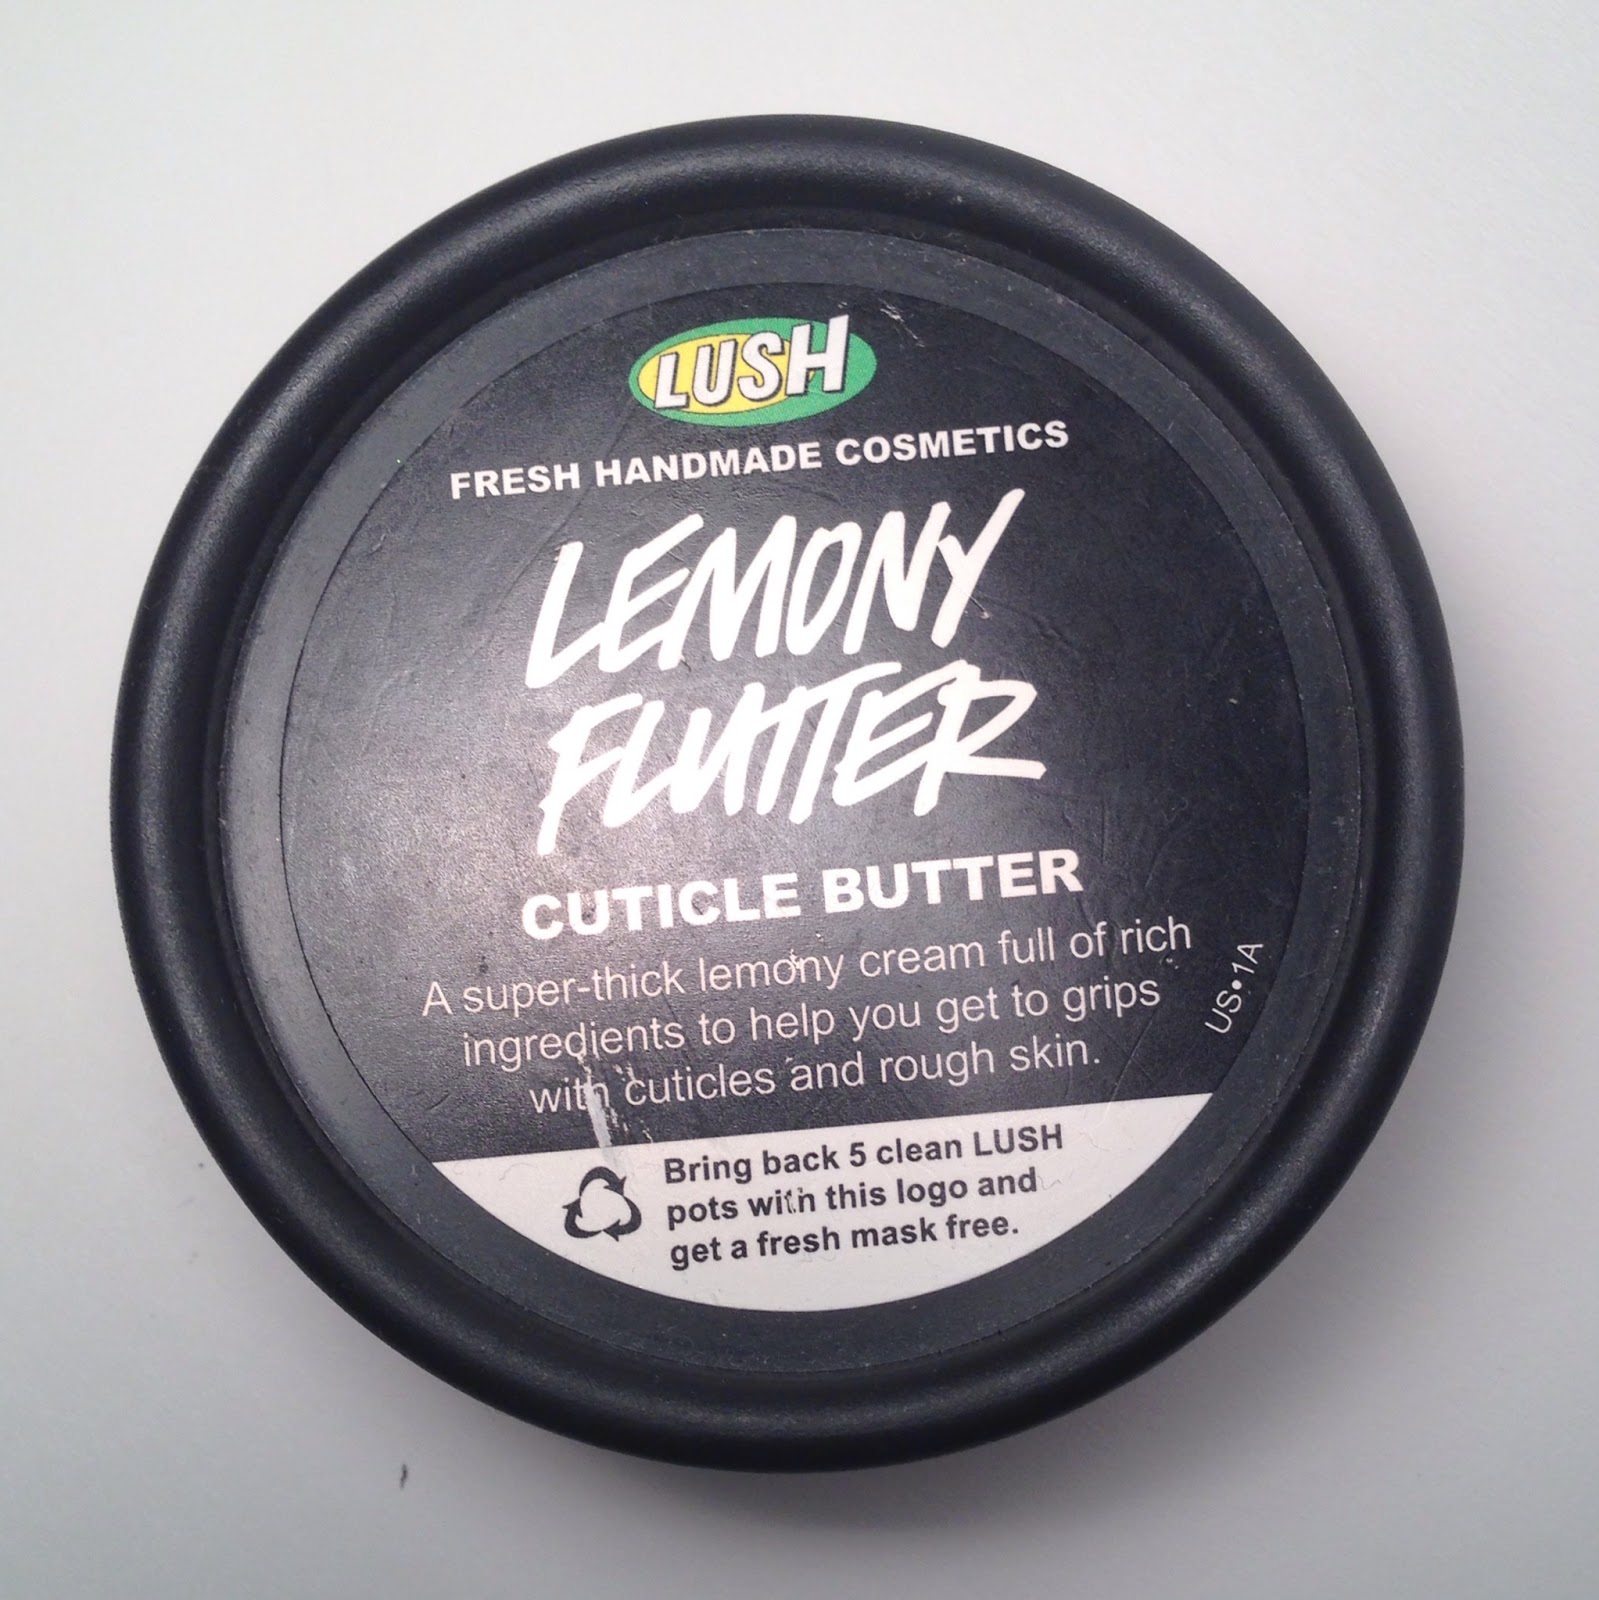 LUSH
FRESH HANDMADE COSMETICS
LEMONY
FLUTTER
CUTICLE BUTTER
A super-thick lemony cream full of rich
ingredients to help you get to grips
with cuticles and rough skin.
US•1A
Bring back 5 clean LUSH
pots with this logo and
get a fresh mask free.